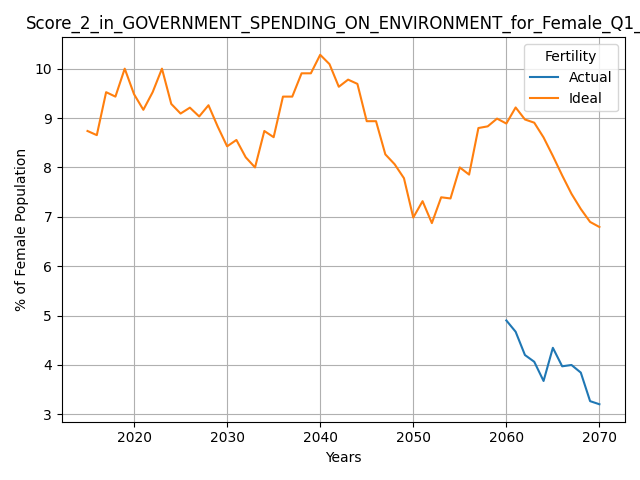 Score_2_in_GOVERNMENT_SPENDING_ON_ENVIRONMENT_for_Female_Q1_
Fertility
Actual
Ideal
% of Female Population
10
9
8
7
6
5
4
3
2020
2030
2040
2050
2060
2070
Years